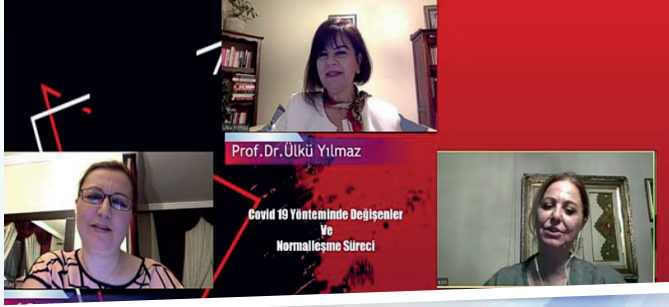 Prof.Dr.Ülkü Yılmaz
Covid 19 Yönteminde Değişenler
Ve
Normalleşme Süreci